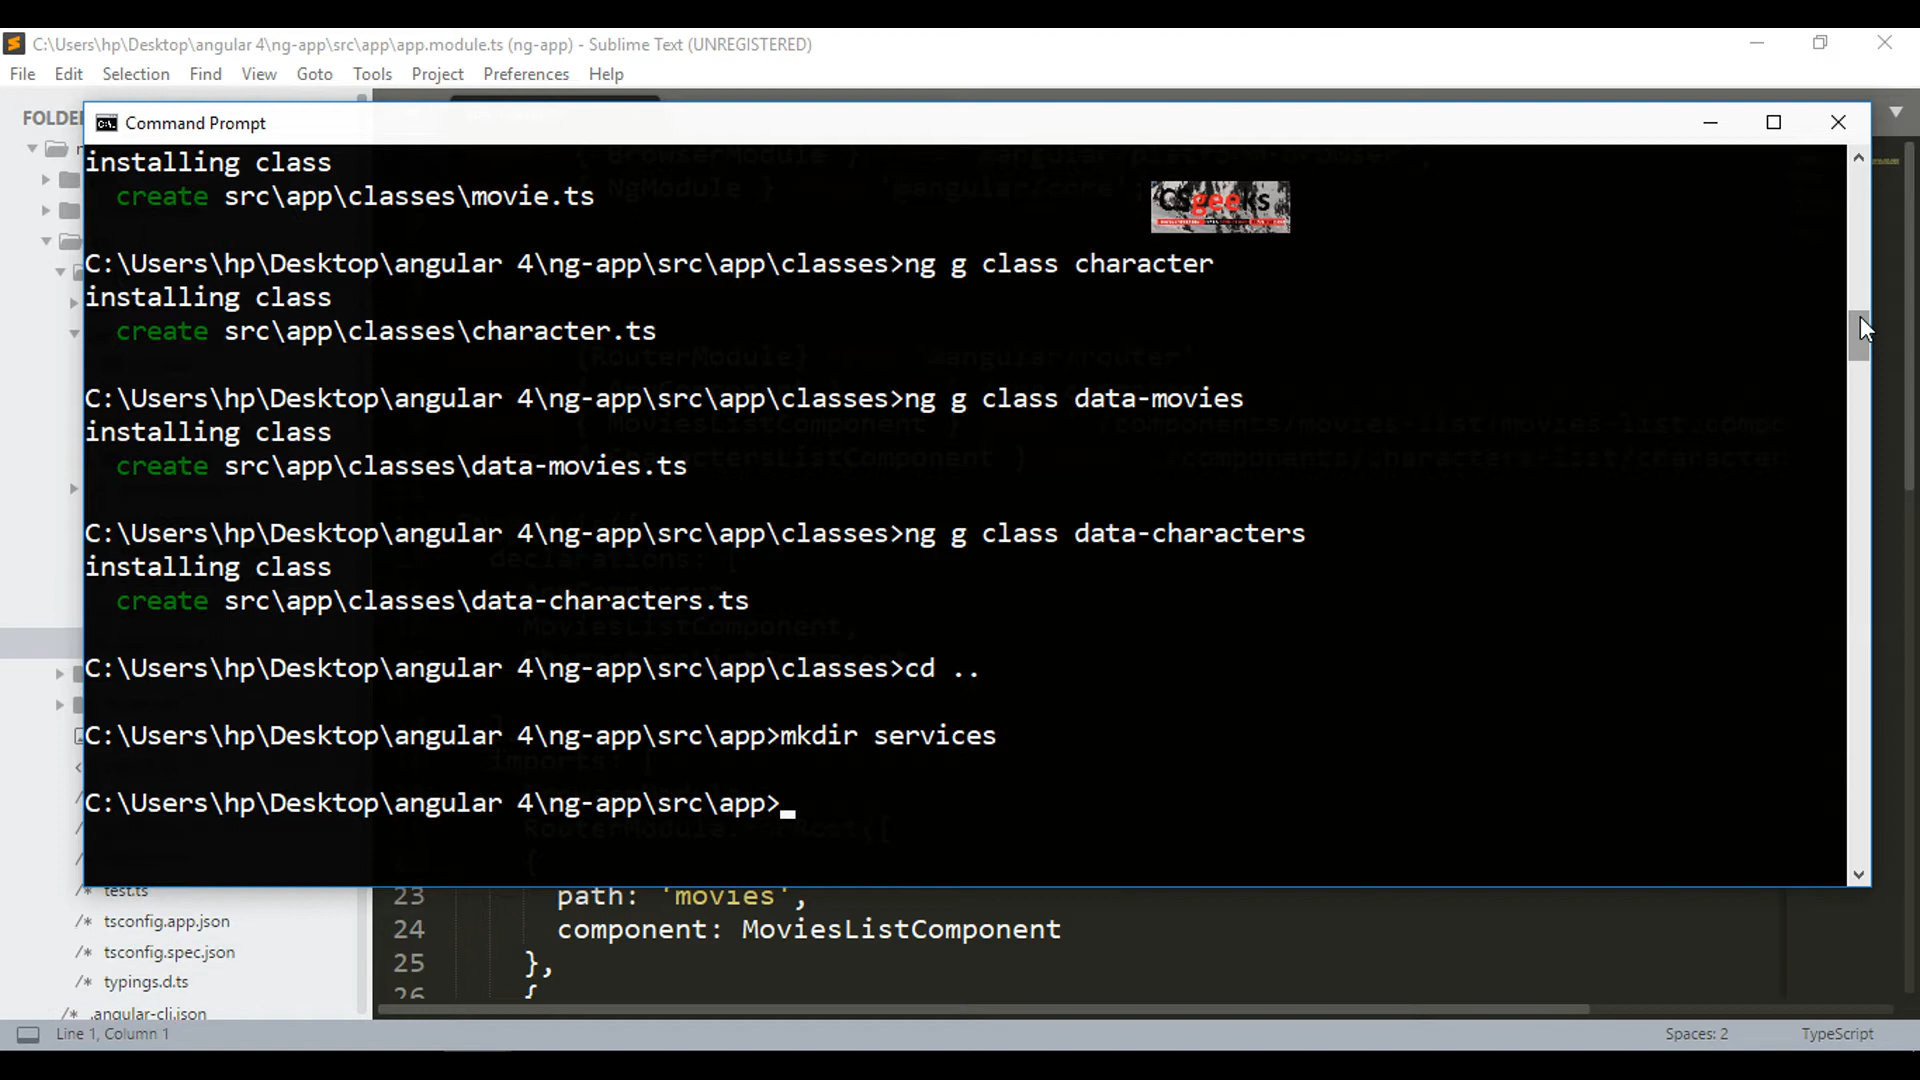 C:\Users\hp\Desktop\angular 4\ng-app\src\app\app.module.ts (ng-app) - Sublime Text (UNREGISTERED)
File Edit Selection Find View Goto Tools Project Preferences Help
FOLDE
Command Prompt
installing class
create src\app\classes\movie.ts
CSgeeks
C:\Users\hp\Desktop\angular 4\ng-app\src\app\classes>ng g class character
installing class
create src\app\classes\character.ts
C:\Users\hp\Desktop\angular 4\ng-app\src\app\classes>ng g class data-movies
installing class
create src\app\classes\data-movies.ts
C:\Users\hp\Desktop\angular 4\ng-app\src\app\classes>ng g class data-characters
installing class
create src\app\classes\data-characters.ts
C:\Users\hp\Desktop\angular 4\ng-app\src\app\classes>cd ..
C:\Users\hp\Desktop\angular 4\ng-app\src\app>mkdir services
C:\Users\hp\Desktop\angular 4\ng-app\src\app>
/* test.ts
/* tsconfig.app.json
/* tsconfig.spec.json
/* typings.d.ts
/* .angular-cli.json
23 path: 'movies',
24 component: MoviesListComponent
25 },
26 {
Line 1, Column 1
Spaces: 2
TypeScript